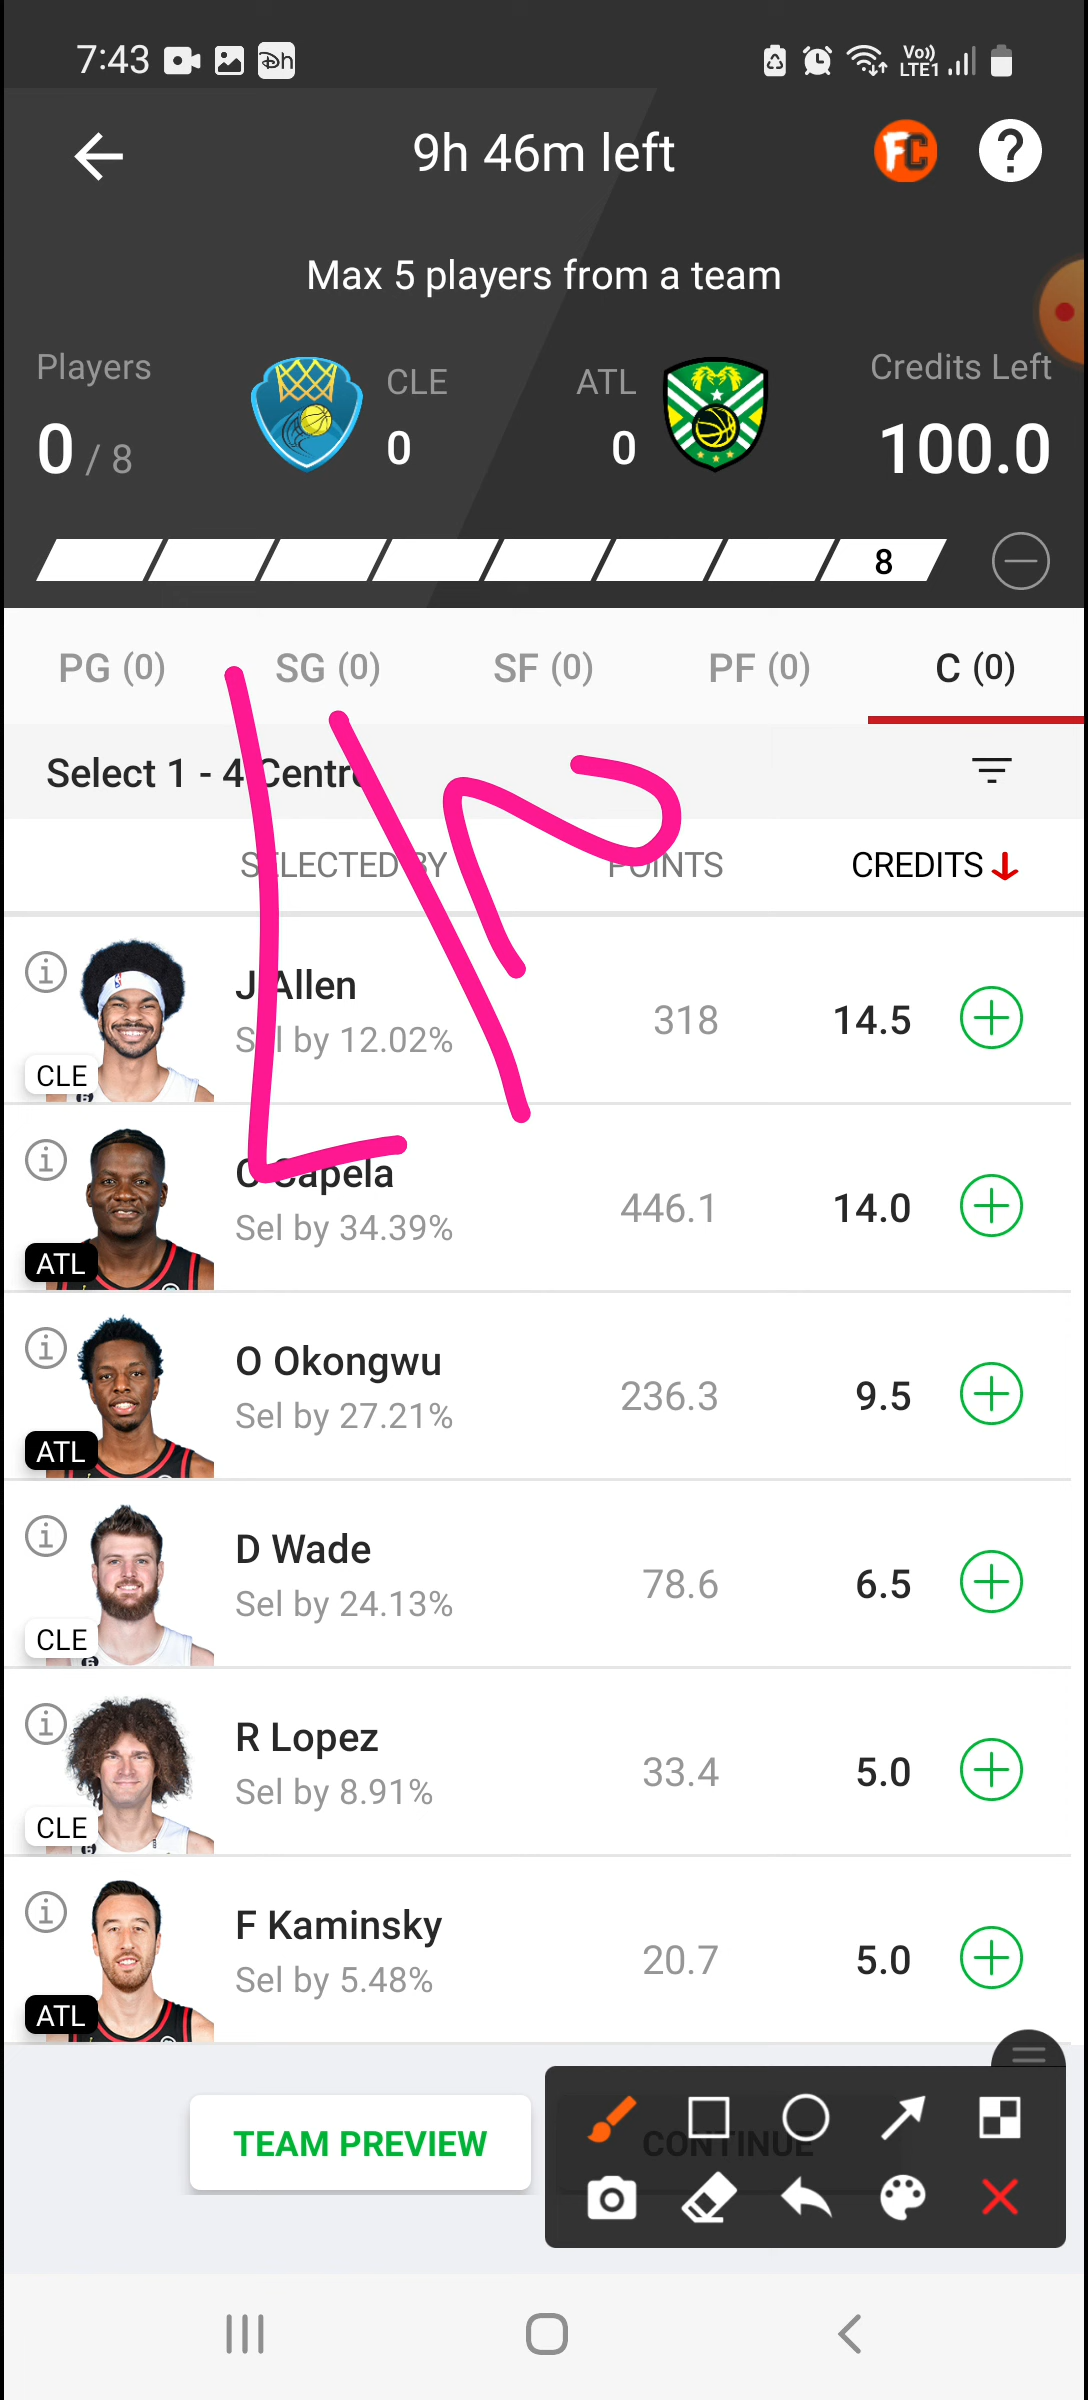 7:43 Vo)) LTE1
9h 46m left FC ?
Max 5 players from a team
Players CLE ATL Credits Left
0 / 8 0 0 100.0
8
PG (0) SG (0) SF (0) PF (0) C (0)
Select 1 - 4 Centre
SELECTED BY POINTS CREDITS
J Allen
Sel by 12.02% 318 14.5
CLE
C Capela
Sel by 34.39% 446.1 14.0
ATL
O Okongwu
Sel by 27.21% 236.3 9.5
ATL
D Wade
Sel by 24.13% 78.6 6.5
CLE
R Lopez
Sel by 8.91% 33.4 5.0
CLE
F Kaminsky
Sel by 5.48% 20.7 5.0
ATL
TEAM PREVIEW CONTINUE